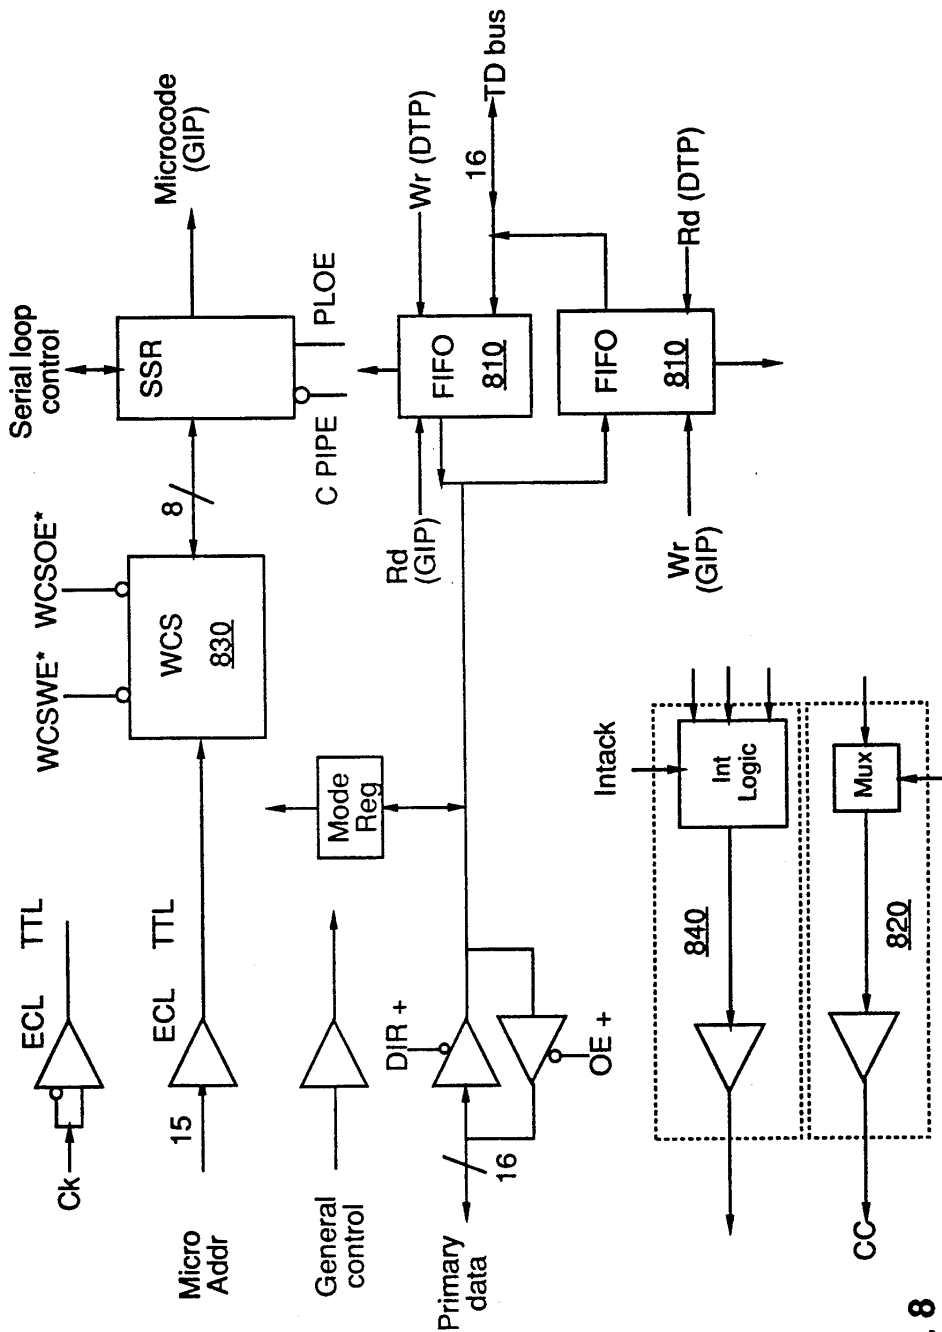 Ck
ECL TTL
Micro
Addr
15
ECL TTL
WCSWE*
WCSOE*
WCS
830
8
Serial loop
control
SSR
Microcode
(GIP)
C PIPE
PLOE
General
control
Mode
Reg
Primary
data
16
DIR +
OE +
Rd
(GIP)
FIFO
810
Wr (DTP)
16
TD bus
Wr
(GIP)
FIFO
810
Rd (DTP)
Intack
840
Int
Logic
CC
820
Mux
8